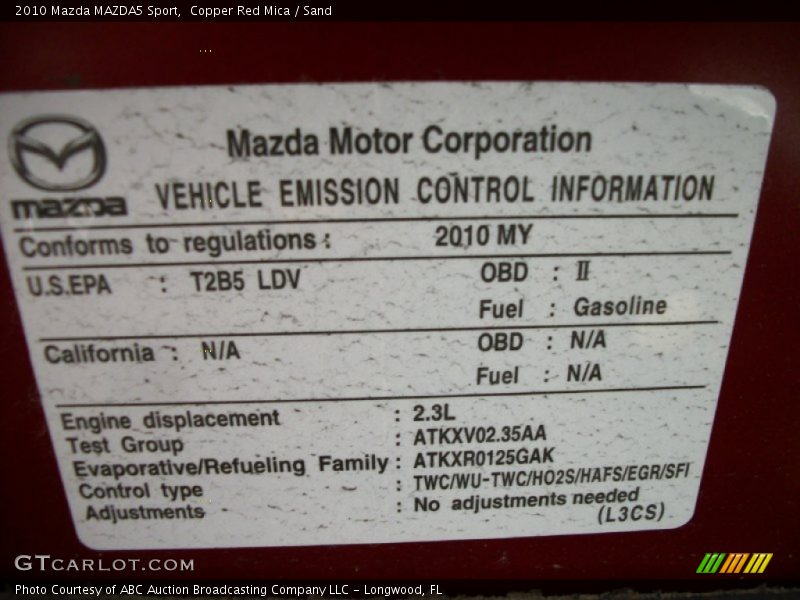 2010 Mazda MAZDA5 Sport,  Copper Red Mica / Sand
...
Mazda Motor Corporation
mazda
VEHICLE EMISSION CONTROL INFORMATION
Conforms to regulations : 2010 MY
U.S.EPA : T2B5 LDV OBD : II
Fuel : Gasoline
California : N/A OBD : N/A
Fuel : N/A
Engine displacement : 2.3L
Test Group : ATKXV02.35AA
Evaporative/Refueling Family : ATKXR0125GAK
Control type : TWC/WU-TWC/HO2S/HAFS/EGR/SFI
Adjustments : No adjustments needed
(L3CS)
GTCARLOT.COM
Photo Courtesy of ABC Auction Broadcasting Company LLC - Longwood, FL